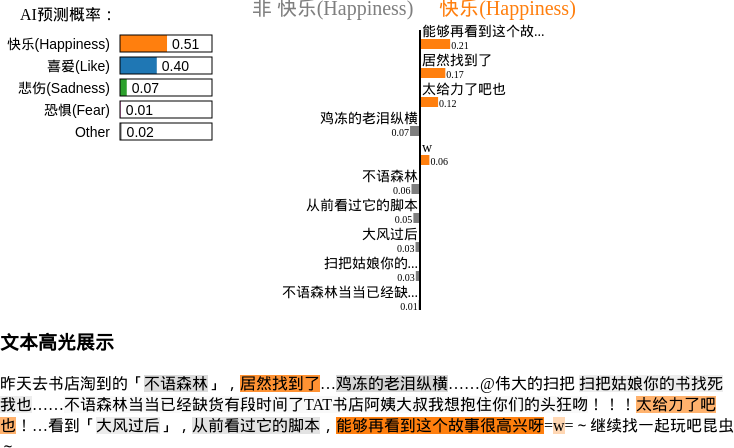 AI预测概率：
快乐(Happiness) 0.51
喜爱(Like) 0.40
悲伤(Sadness) 0.07
恐惧(Fear) 0.01
Other 0.02
非 快乐(Happiness) 快乐(Happiness)
能够再看到这个故...
0.21
居然找到了
0.17
太给力了吧也
0.12
鸡冻的老泪纵横
0.07
w
0.06
不语森林
0.06
从前看过它的脚本
0.05
大风过后
0.03
扫把姑娘你的...
0.03
不语森林当当已经缺...
0.01
文本高光展示
昨天去书店淘到的「不语森林」，居然找到了…鸡冻的老泪纵横……@伟大的扫把 扫把姑娘你的书找死
我也……不语森林当当已经缺货有段时间了TAT书店阿姨大叔我想抱住你们的头狂吻！！！太给力了吧
也！…看到「大风过后」，从前看过它的脚本，能够再看到这个故事很高兴呀=w=～继续找一起玩吧昆虫
～